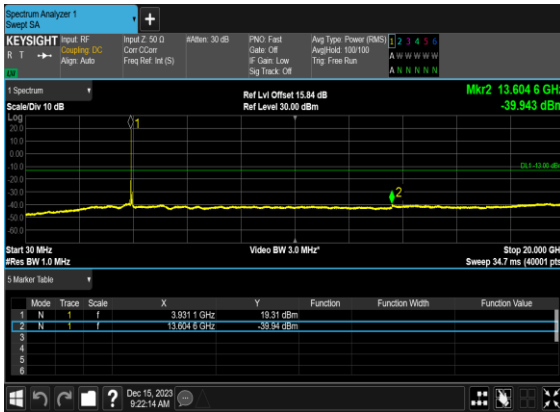 Spectrum Analyzer 1
Swept SA
KEYSIGHT Input: RF Input Z: 50 Ω #Atten: 30 dB PNO: Fast Avg Type: Power (RMS) 1 2 3 4 5 6
R T Coupling: DC Corr CCorr Gate: Off Avg|Hold: 100/100 A W W W W W
Align: Auto Freq Ref: Int (S) IF Gain: Low Trig: Free Run
Sig Track: Off A N N N N N
1 Spectrum Ref Lvl Offset 15.84 dB Mkr2 13.604 6 GHz
Scale/Div 10 dB Ref Level 30.00 dBm -39.943 dBm
Log
20.0
10.0
0.00
-10.0 DL1 -13.00 dBm
-20.0
-30.0
-40.0
-50.0
-60.0
1
2
Start 30 MHz Video BW 3.0 MHz* Stop 20.000 GHz
#Res BW 1.0 MHz Sweep 34.7 ms (40001 pts)
5 Marker Table
Mode Trace Scale X Y Function Function Width Function Value
1 N 1 f 3.931 1 GHz 19.31 dBm
2 N 1 f 13.604 6 GHz -39.94 dBm
3
4
5
6
? Dec 15, 2023
9:22:14 AM